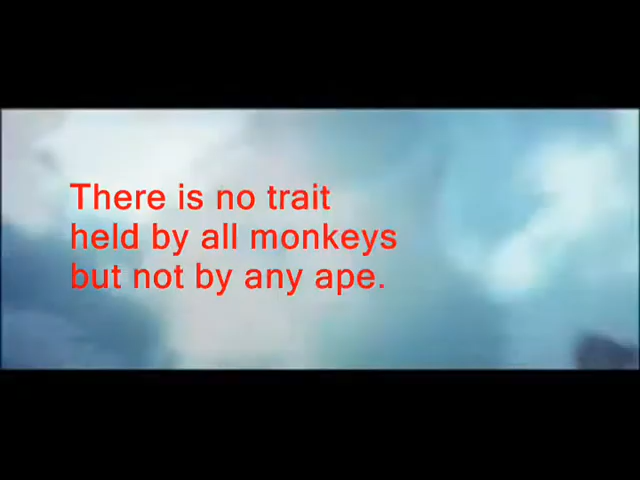 There is no trait
held by all monkeys
but not by any ape.